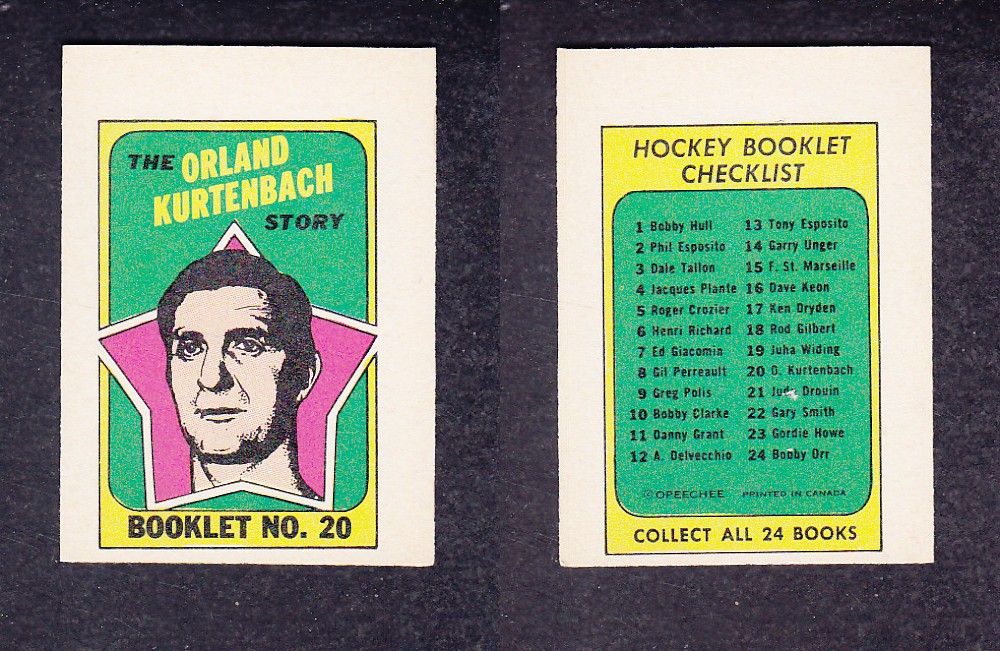 THE ORLAND
KURTENBACH
STORY
BOOKLET NO. 20
HOCKEY BOOKLET
CHECKLIST
1 Bobby Hull
2 Phil Esposito
3 Dale Tallon
4 Jacques Plante
5 Roger Crozier
6 Henri Richard
7 Ed Giacomin
8 Gil Perreault
9 Greg Polis
10 Bobby Clarke
11 Danny Grant
12 A. Delvecchio
13 Tony Esposito
14 Garry Unger
15 F. St. Marseille
16 Dave Keon
17 Ken Dryden
18 Rod Gilbert
19 Juha Widing
20 O. Kurtenbach
21 Jude Drouin
22 Gary Smith
23 Gordie Howe
24 Bobby Orr
© OPEECHEE PRINTED IN CANADA
COLLECT ALL 24 BOOKS